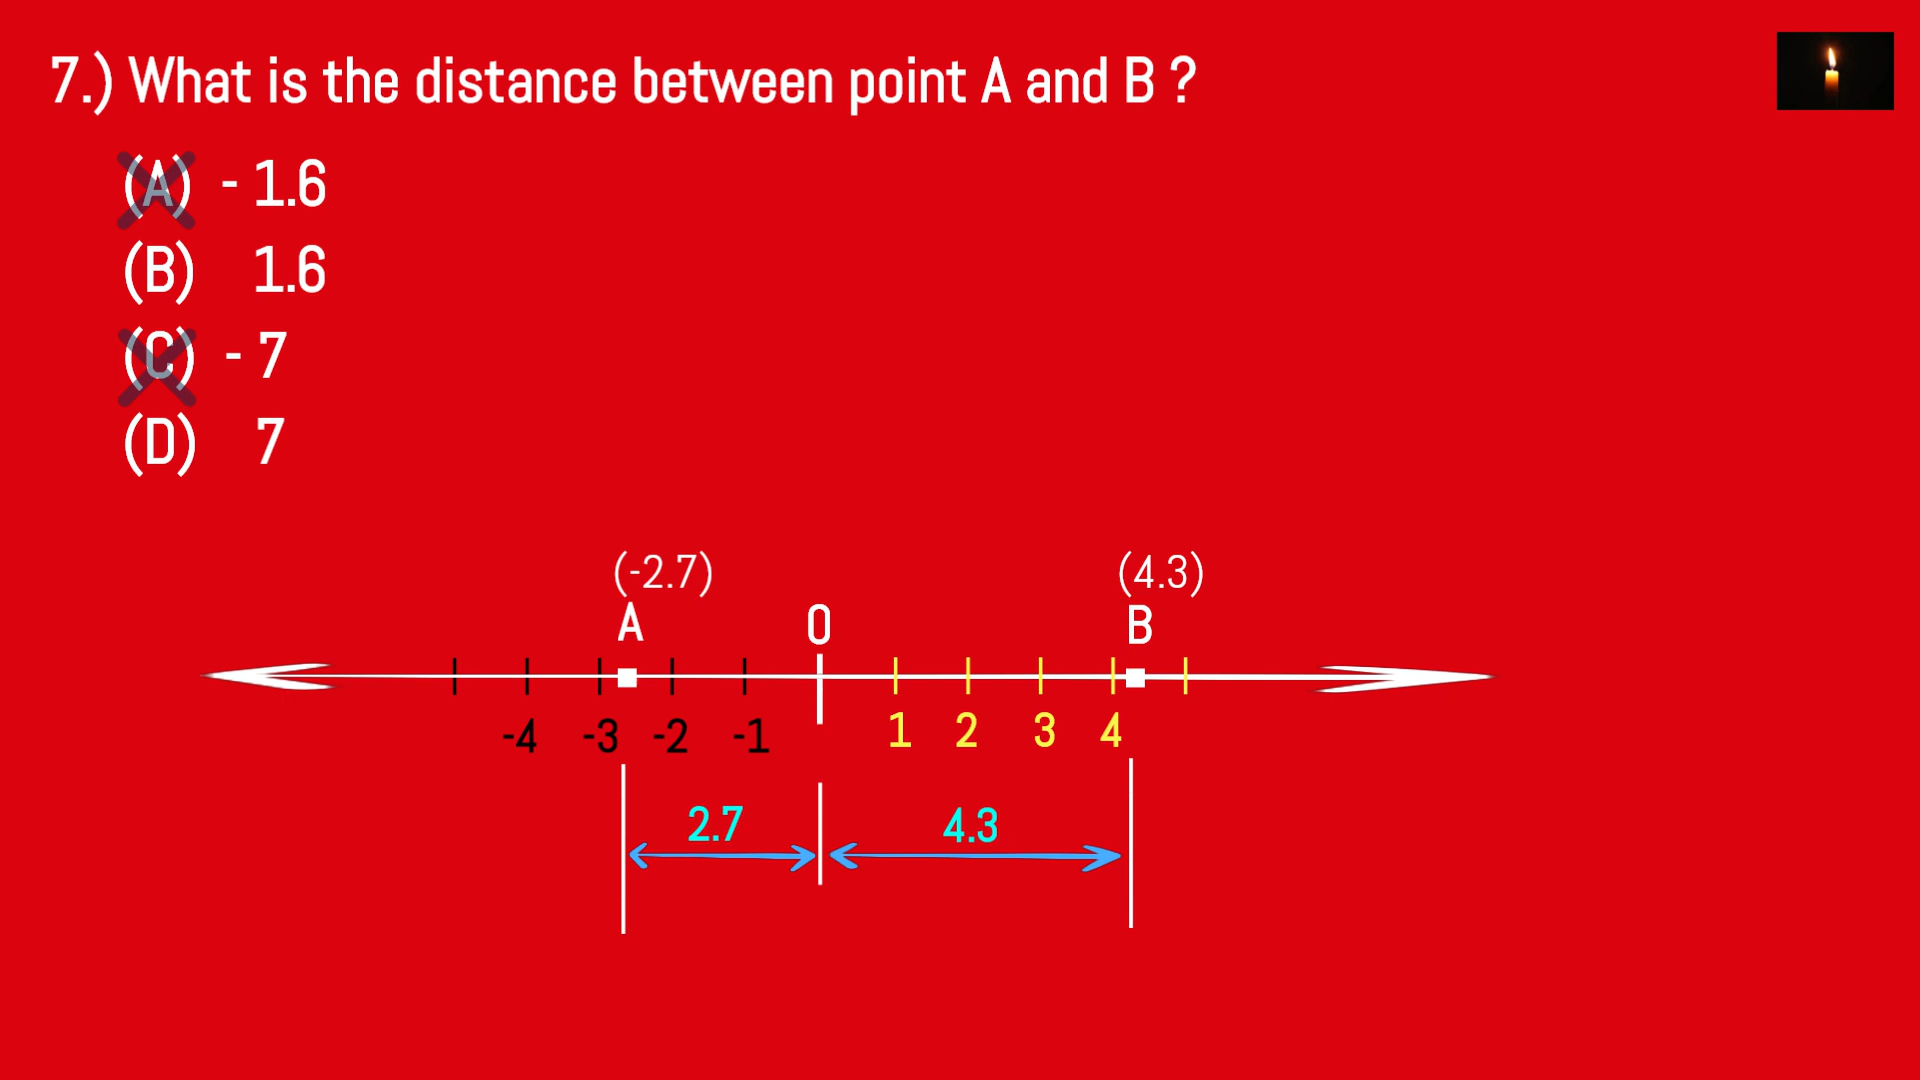 7.) What is the distance between point A and B ?
(A) - 1.6
(B) 1.6
(C) - 7
(D) 7
(-2.7) (4.3)
A 0 B
-4 -3 -2 -1 1 2 3 4
2.7 4.3